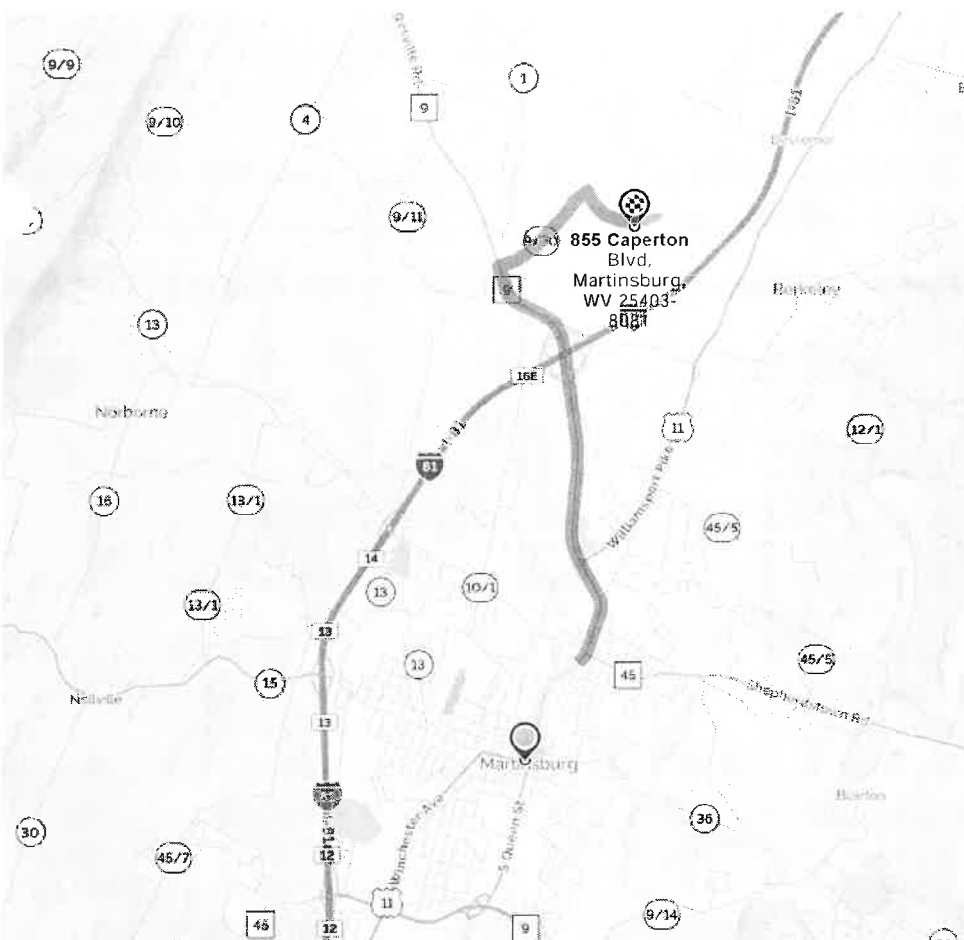 9/9
1
9
9/10
4
9/11
855 Caperton
Blvd,
Martinsburg,
WV 25403-
8081
9
Berkeley
13
16E
Norborne
11
12/1
81
16
13/1
Williamsport Pike
45/5
14
13
10/1
13/1
13
13
45/5
15
45
Nollville
Shepherdstown Rd
13
Martinsburg
36
30
Winchester Ave
S Queen St
45/7
12
11
9/14
45
12
9